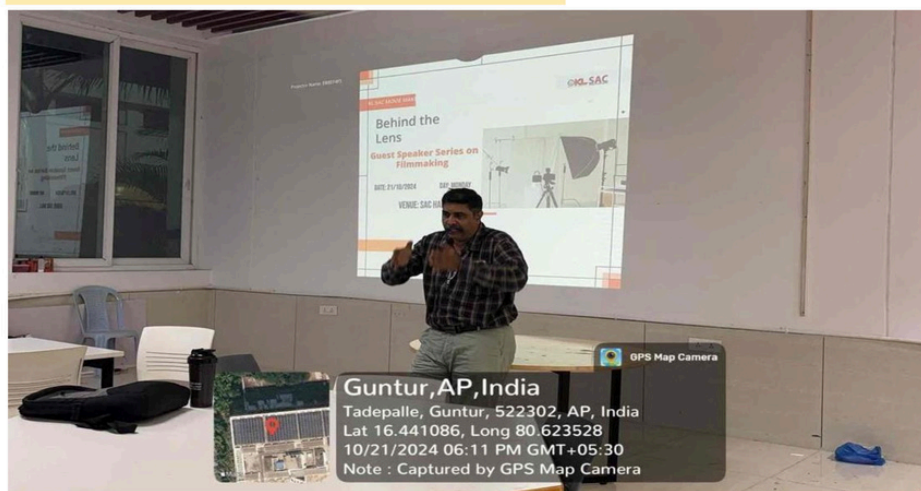 KL SAC
Behind the
Lens
Guest Speaker Series on
Filmmaking
DATE: 21/10/2024 DAY: MONDAY
VENUE: SAC
GPS Map Camera
Guntur,AP,India
Tadepalle, Guntur, 522302, AP, India
Lat 16.441086, Long 80.623528
10/21/2024 06:11 PM GMT+05:30
Note : Captured by GPS Map Camera